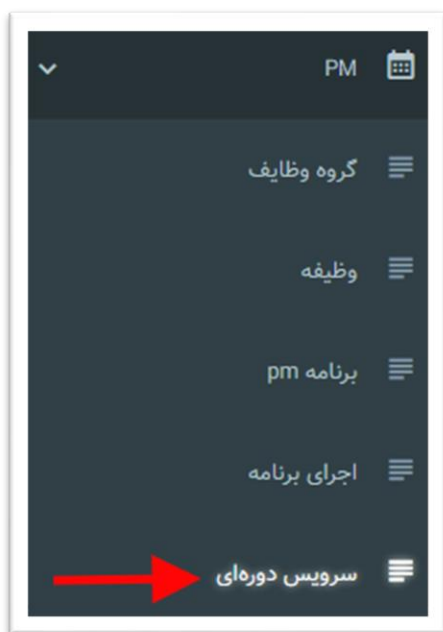 PM
گروه وظایف
وظیفه
برنامه pm
اجرای برنامه
سرویس دوره‌ای